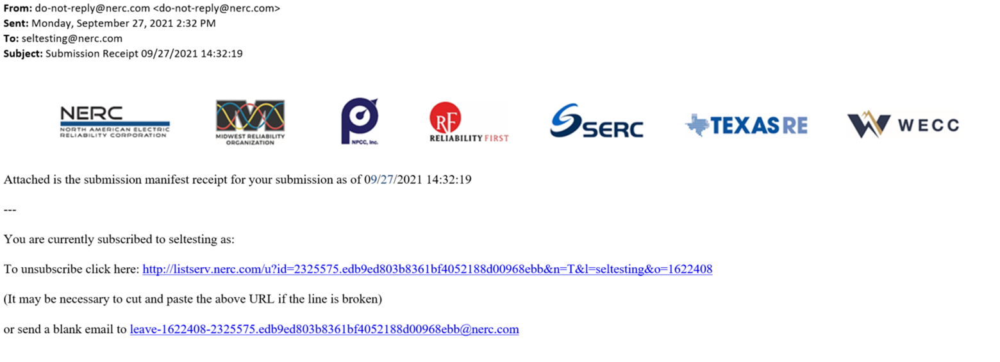 From: do-not-reply@nerc.com <do-not-reply@nerc.com>
Sent: Monday, September 27, 2021 2:32 PM
To: seltesting@nerc.com
Subject: Submission Receipt 09/27/2021 14:32:19
NERC
NORTH AMERICAN ELECTRIC
RELIABILITY CORPORATION
MIDWEST RELIABILITY
ORGANIZATION
NPCC, Inc.
RF
RELIABILITY FIRST
SERC
TEXAS RE
WECC
Attached is the submission manifest receipt for your submission as of 09/27/2021 14:32:19
---
You are currently subscribed to seltesting as:
To unsubscribe click here: http://listserv.nerc.com/u?id=2325575.edb9ed803b8361bf4052188d00968ebb&n=T&l=seltesting&o=1622408
(It may be necessary to cut and paste the above URL if the line is broken)
or send a blank email to leave-1622408-2325575.edb9ed803b8361bf4052188d00968ebb@nerc.com